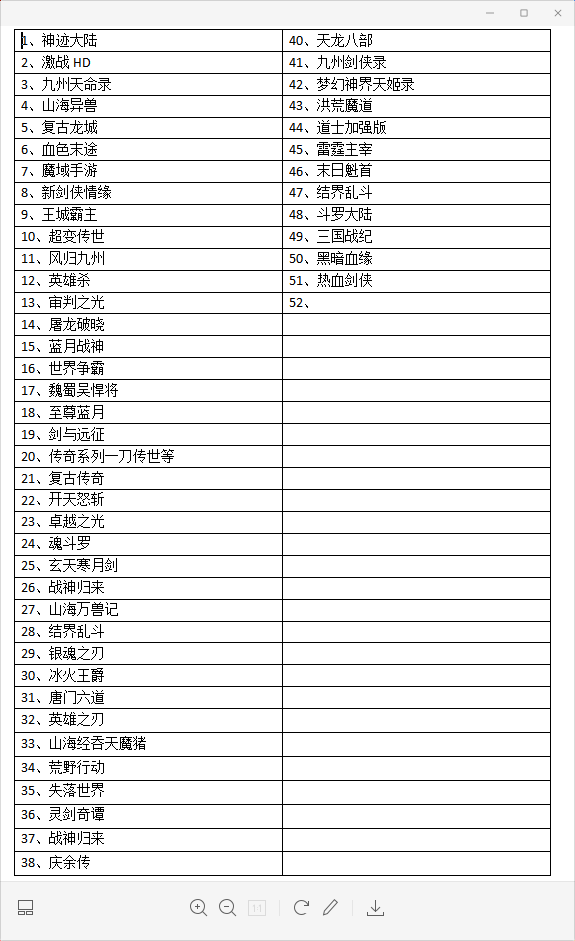 1、神迹大陆
2、激战 HD
3、九州天命录
4、山海异兽
5、复古龙城
6、血色末途
7、魔域手游
8、新剑侠情缘
9、王城霸主
10、超变传世
11、风归九州
12、英雄杀
13、审判之光
14、屠龙破晓
15、蓝月战神
16、世界争霸
17、魏蜀吴悍将
18、至尊蓝月
19、剑与远征
20、传奇系列一刀传世等
21、复古传奇
22、开天怒斩
23、卓越之光
24、魂斗罗
25、玄天寒月剑
26、战神归来
27、山海万兽记
28、结界乱斗
29、银魂之刃
30、冰火王爵
31、唐门六道
32、英雄之刃
33、山海经吞天魔猪
34、荒野行动
35、失落世界
36、灵剑奇谭
37、战神归来
38、庆余传
40、天龙八部
41、九州剑侠录
42、梦幻神界天姬录
43、洪荒魔道
44、道士加强版
45、雷霆主宰
46、末日魁首
47、结界乱斗
48、斗罗大陆
49、三国战纪
50、黑暗血缘
51、热血剑侠
52、
1:1